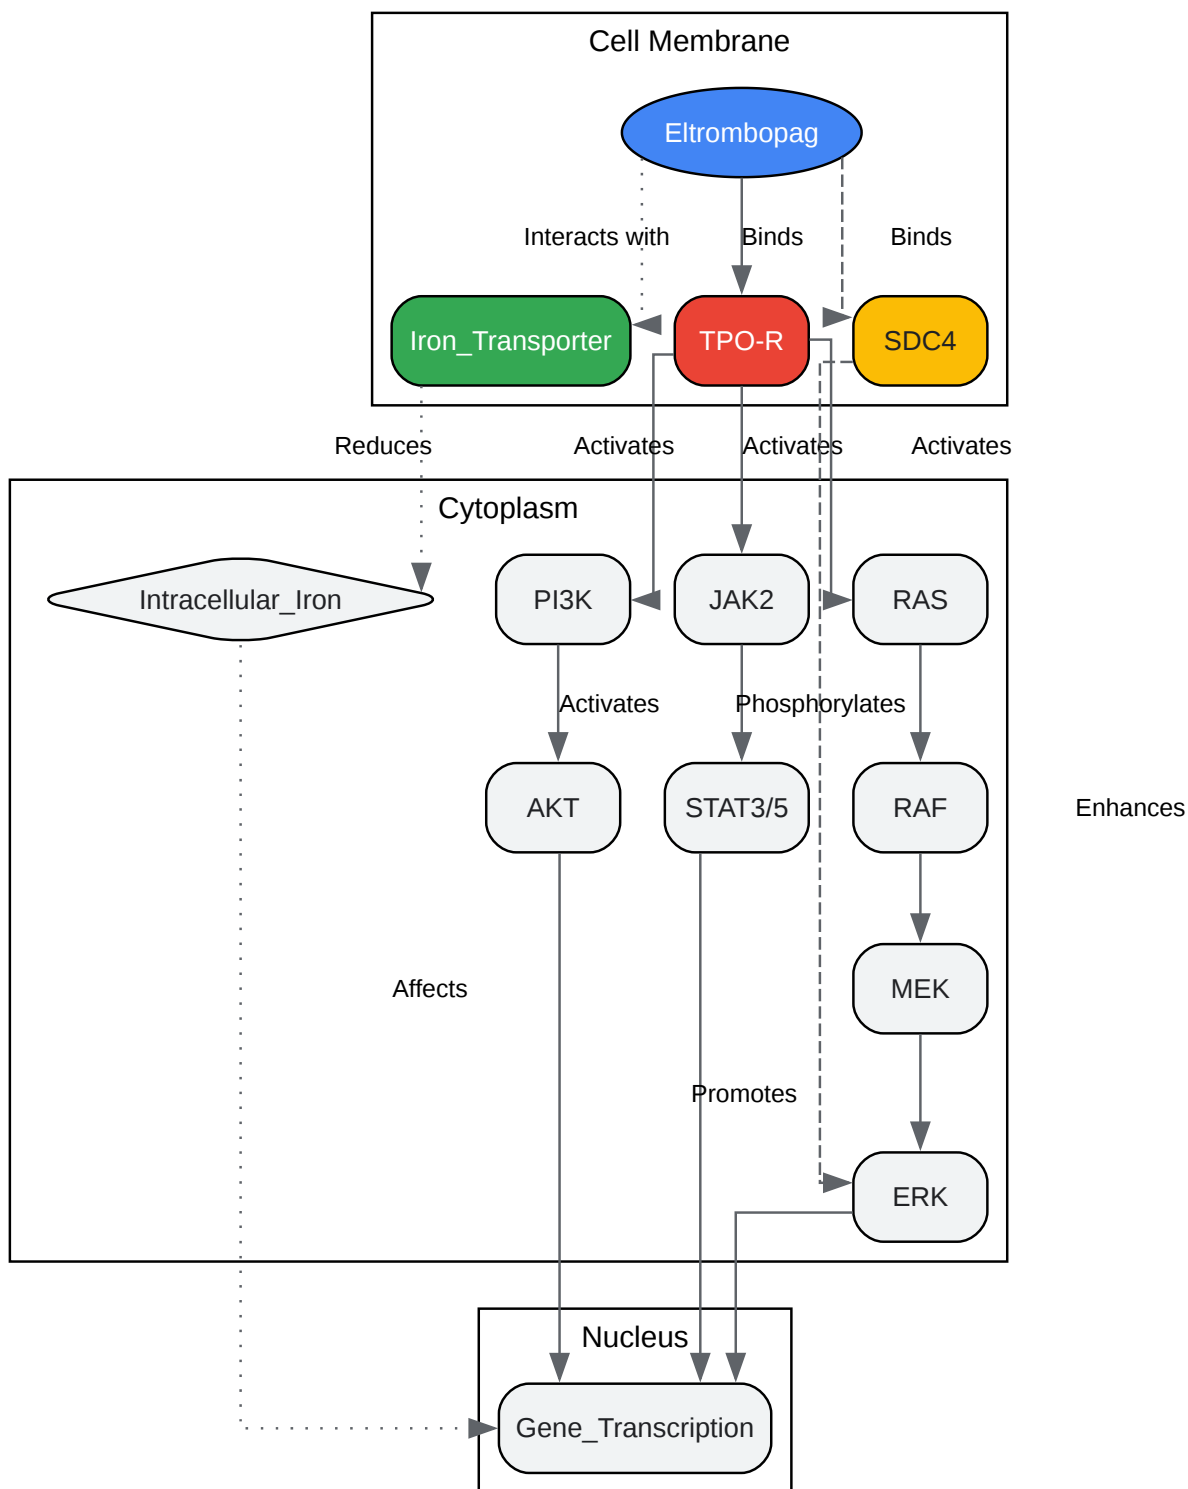 Cell Membrane
Eltrombopag
Interacts with
Binds
Binds
Iron_Transporter
TPO-R
SDC4
Reduces
Activates
Activates
Activates
Cytoplasm
Intracellular_Iron
PI3K
JAK2
RAS
Activates
Phosphorylates
AKT
STAT3/5
RAF
Enhances
Affects
MEK
Promotes
ERK
Nucleus
Gene_Transcription